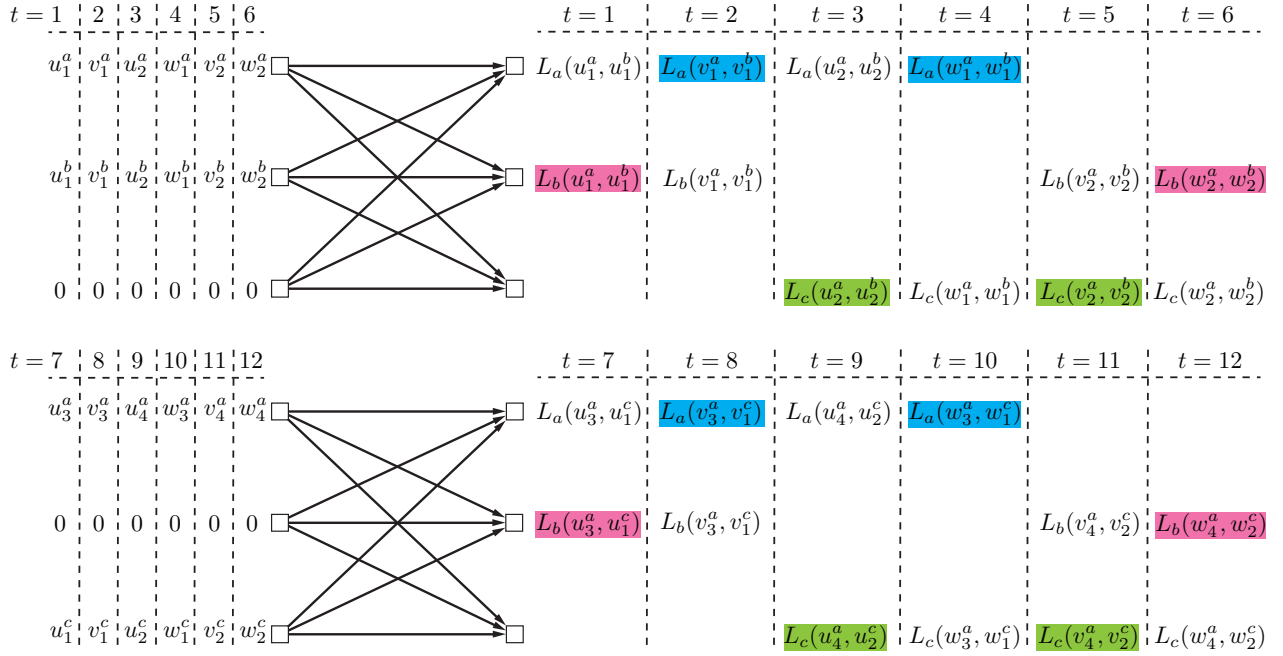 t = 1 2 3 4 5 6 t = 1 t = 2 t = 3 t = 4 t = 5 t = 6
u_1^a v_1^a u_2^a w_1^a v_2^a w_2^a L_a(u_1^a, u_1^b) L_a(v_1^a, v_1^b) L_a(u_2^a, u_2^b) L_a(w_1^a, w_1^b)
u_1^b v_1^b u_2^b w_1^b v_2^b w_2^b L_b(u_1^a, u_1^b) L_b(v_1^a, v_1^b) L_b(v_2^a, v_2^b) L_b(w_2^a, w_2^b)
0 0 0 0 0 0 L_c(u_2^a, u_2^b) L_c(w_1^a, w_1^b) L_c(v_2^a, v_2^b) L_c(w_2^a, w_2^b)
t = 7 8 9 10 11 12 t = 7 t = 8 t = 9 t = 10 t = 11 t = 12
u_3^a v_3^a u_4^a w_3^a v_4^a w_4^a L_a(u_3^a, u_1^c) L_a(v_3^a, v_1^c) L_a(u_4^a, u_2^c) L_a(w_3^a, w_1^c)
0 0 0 0 0 0 L_b(u_3^a, u_1^c) L_b(v_3^a, v_1^c) L_b(v_4^a, v_2^c) L_b(w_4^a, w_2^c)
u_1^c v_1^c u_2^c w_1^c v_2^c w_2^c L_c(u_4^a, u_2^c) L_c(w_3^a, w_1^c) L_c(v_4^a, v_2^c) L_c(w_4^a, w_2^c)